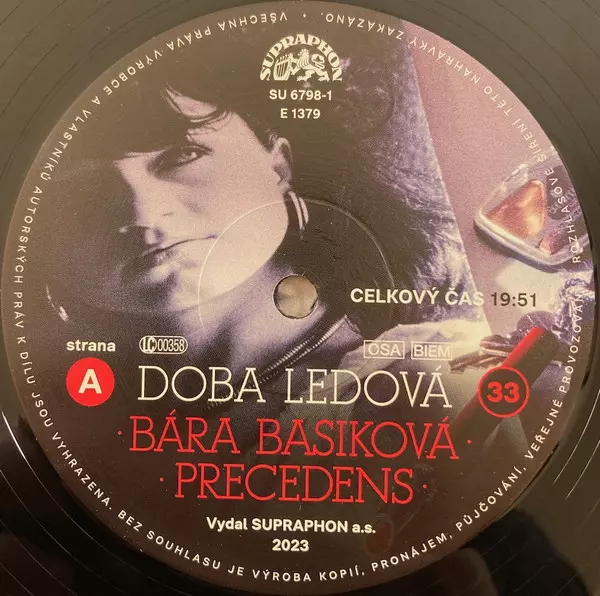 VŠECHNA PRÁVA VÝROBCE A VLASTNÍKŮ AUTORSKÝCH PRÁV K DÍLU JSOU VYHRAZENA. BEZ SOUHLASU JE VÝROBA KOPIÍ, PRONÁJEM, PŮJČOVÁNÍ, VEŘEJNÉ PROVOZOVÁNÍ, ROZHLASOVÉ ŠÍŘENÍ TÉTO NAHRÁVKY ZAKÁZÁNO. •
SUPRAPHON
SU 6798-1
E 1379
CELKOVÝ ČAS 19:51
strana
LC 00358
OSA BIEM
A
DOBA LEDOVÁ
33
· BÁRA BASIKOVÁ ·
· PRECEDENS ·
Vydal SUPRAPHON a.s.
2023